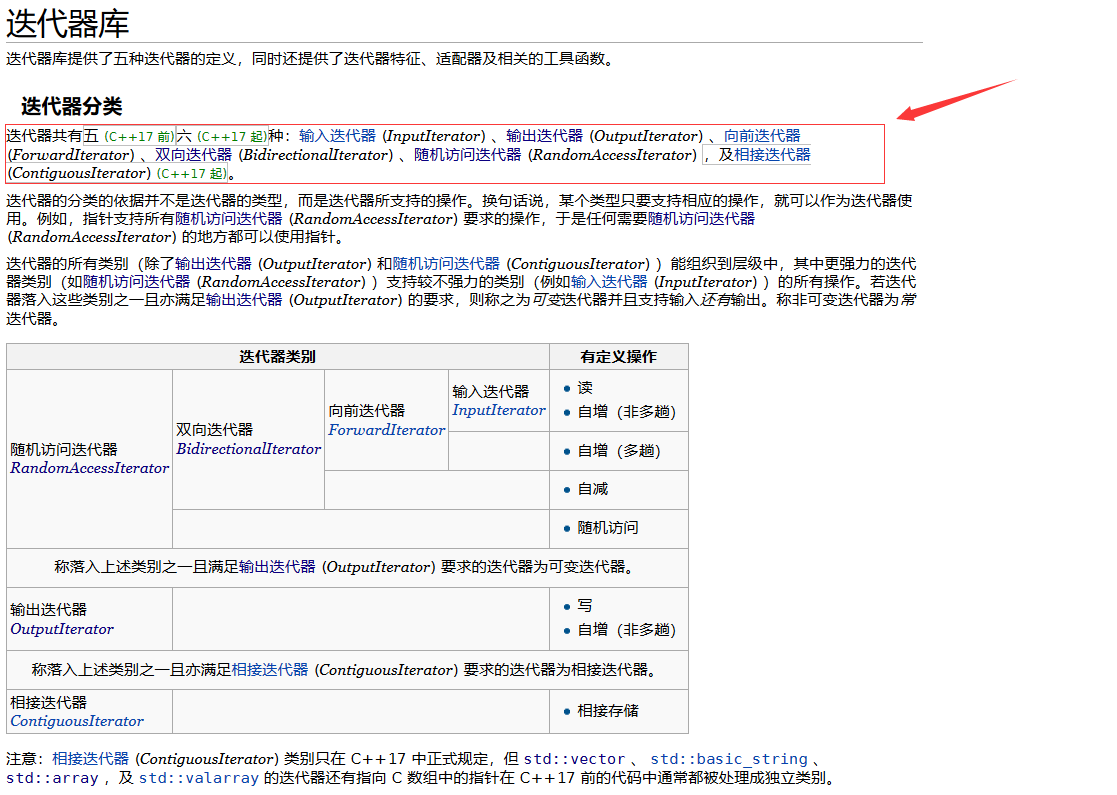 迭代器库
迭代器库提供了五种迭代器的定义，同时还提供了迭代器特征、适配器及相关的工具函数。
迭代器分类
迭代器共有五 (C++17 前)六 (C++17 起)种：输入迭代器 (InputIterator) 、输出迭代器 (OutputIterator) 、向前迭代器
(ForwardIterator) 、双向迭代器 (BidirectionalIterator) 、随机访问迭代器 (RandomAccessIterator) ，及相接迭代器
(ContiguousIterator) (C++17 起)。
迭代器的分类的依据并不是迭代器的类型，而是迭代器所支持的操作。换句话说，某个类型只要支持相应的操作，就可以作为迭代器使
用。例如，指针支持所有随机访问迭代器 (RandomAccessIterator) 要求的操作，于是任何需要随机访问迭代器
(RandomAccessIterator) 的地方都可以使用指针。
迭代器的所有类别（除了输出迭代器 (OutputIterator) 和随机访问迭代器 (ContiguousIterator) ）能组织到层级中，其中更强力的迭代
器类别（如随机访问迭代器 (RandomAccessIterator) ）支持较不强力的类别（例如输入迭代器 (InputIterator) ）的所有操作。若迭代
器落入这些类别之一且亦满足输出迭代器 (OutputIterator) 的要求，则称之为可变迭代器并且支持输入还有输出。称非可变迭代器为常
迭代器。
迭代器类别
有定义操作
随机访问迭代器
RandomAccessIterator
双向迭代器
BidirectionalIterator
向前迭代器
ForwardIterator
输入迭代器
InputIterator
读
自增（非多趟）
自增（多趟）
自减
随机访问
称落入上述类别之一且满足输出迭代器 (OutputIterator) 要求的迭代器为可变迭代器。
输出迭代器
OutputIterator
写
自增（非多趟）
称落入上述类别之一且亦满足相接迭代器 (ContiguousIterator) 要求的迭代器为相接迭代器。
相接迭代器
ContiguousIterator
相接存储
注意：相接迭代器 (ContiguousIterator) 类别只在 C++17 中正式规定，但 std::vector 、 std::basic_string 、
std::array ，及 std::valarray 的迭代器还有指向 C 数组中的指针在 C++17 前的代码中通常都被处理成独立类别。